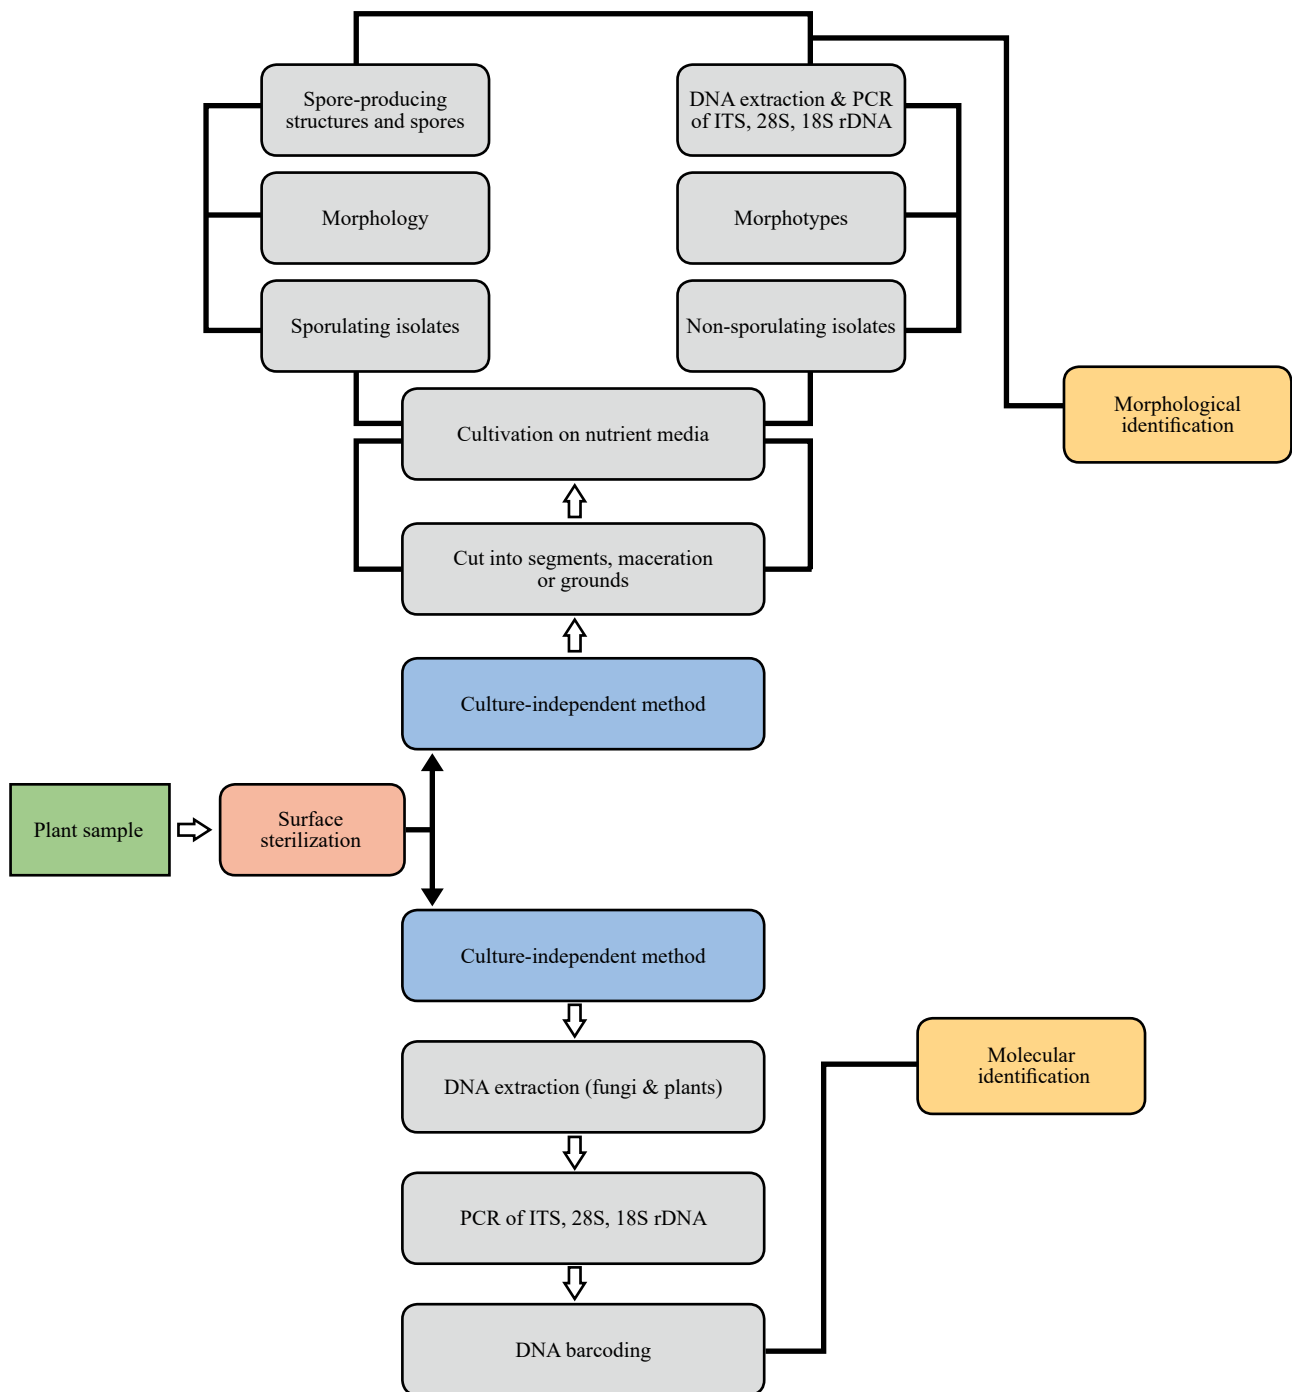 Spore-producing
structures and spores
DNA extraction & PCR
of ITS, 28S, 18S rDNA
Morphology
Morphotypes
Sporulating isolates
Non-sporulating isolates
Cultivation on nutrient media
Morphological
identification
Cut into segments, maceration
or grounds
Culture-independent method
Plant sample
Surface
sterilization
Culture-independent method
DNA extraction (fungi & plants)
Molecular
identification
PCR of ITS, 28S, 18S rDNA
DNA barcoding